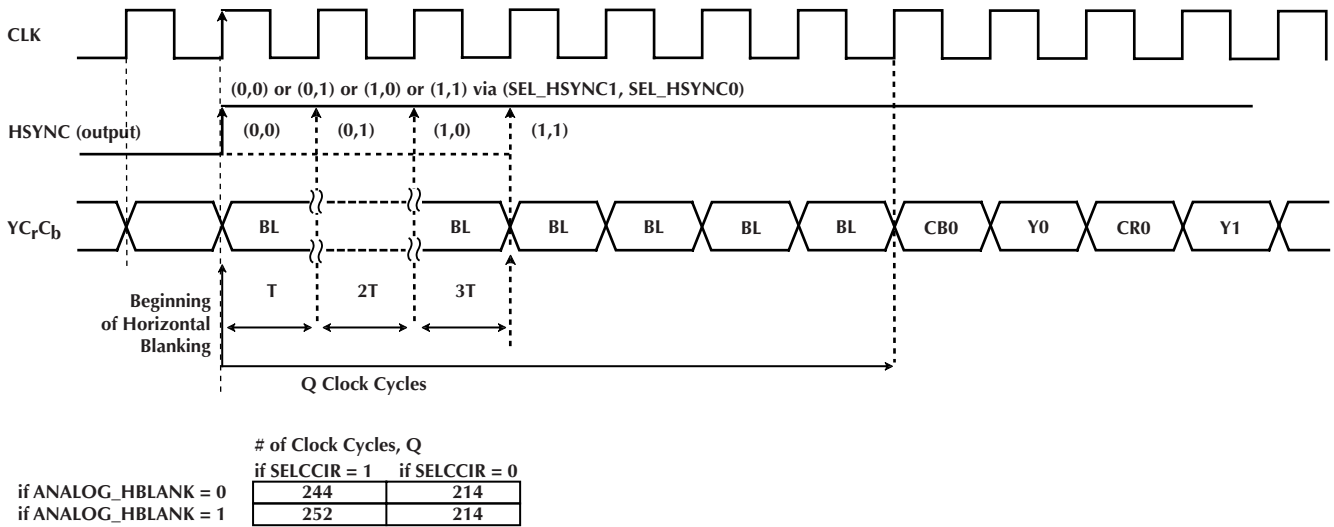 CLK
(0,0) or (0,1) or (1,0) or (1,1) via (SEL_HSYNC1, SEL_HSYNC0)
HSYNC (output) (0,0) (0,1) (1,0) (1,1)
YCrCb BL BL BL BL BL BL CB0 Y0 CR0 Y1
T 2T 3T
Beginning
of Horizontal
Blanking
Q Clock Cycles
# of Clock Cycles, Q
if SELCCIR = 1 if SELCCIR = 0
if ANALOG_HBLANK = 0 244 214
if ANALOG_HBLANK = 1 252 214